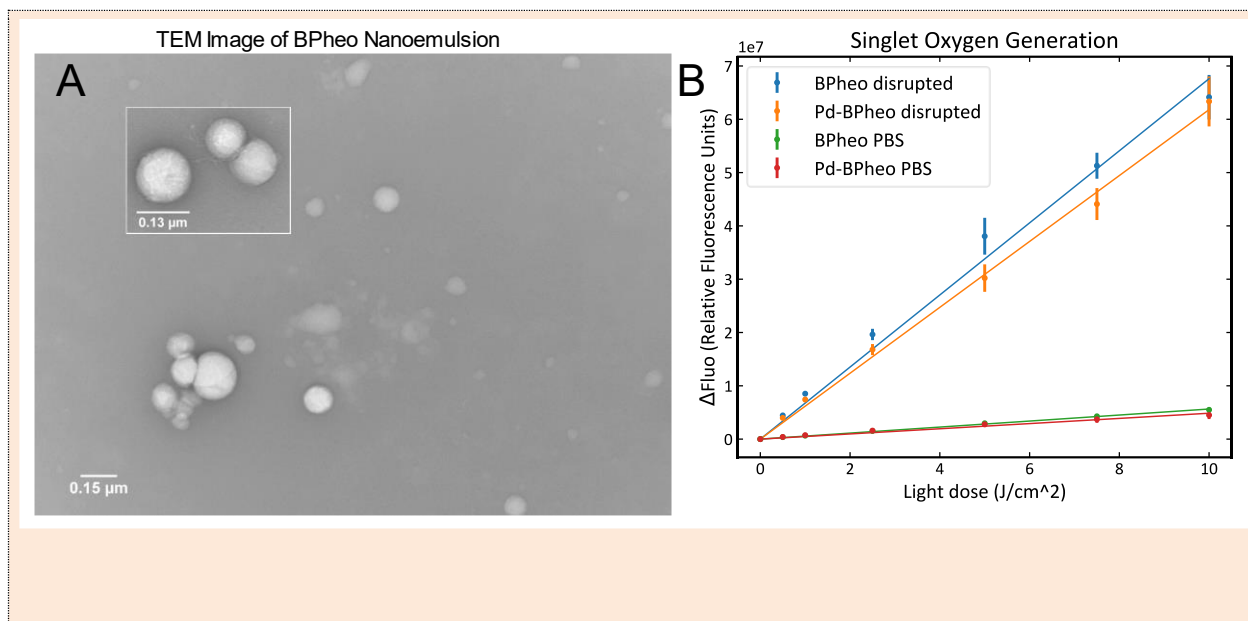 TEM Image of BPheo Nanoemulsion
A
0.13 µm
0.15 µm
B
Singlet Oxygen Generation
1e7
BPheo disrupted
Pd-BPheo disrupted
BPheo PBS
Pd-BPheo PBS
ΔFluo (Relative Fluorescence Units)
7
6
5
4
3
2
1
0
0 2 4 6 8 10
Light dose (J/cm^2)